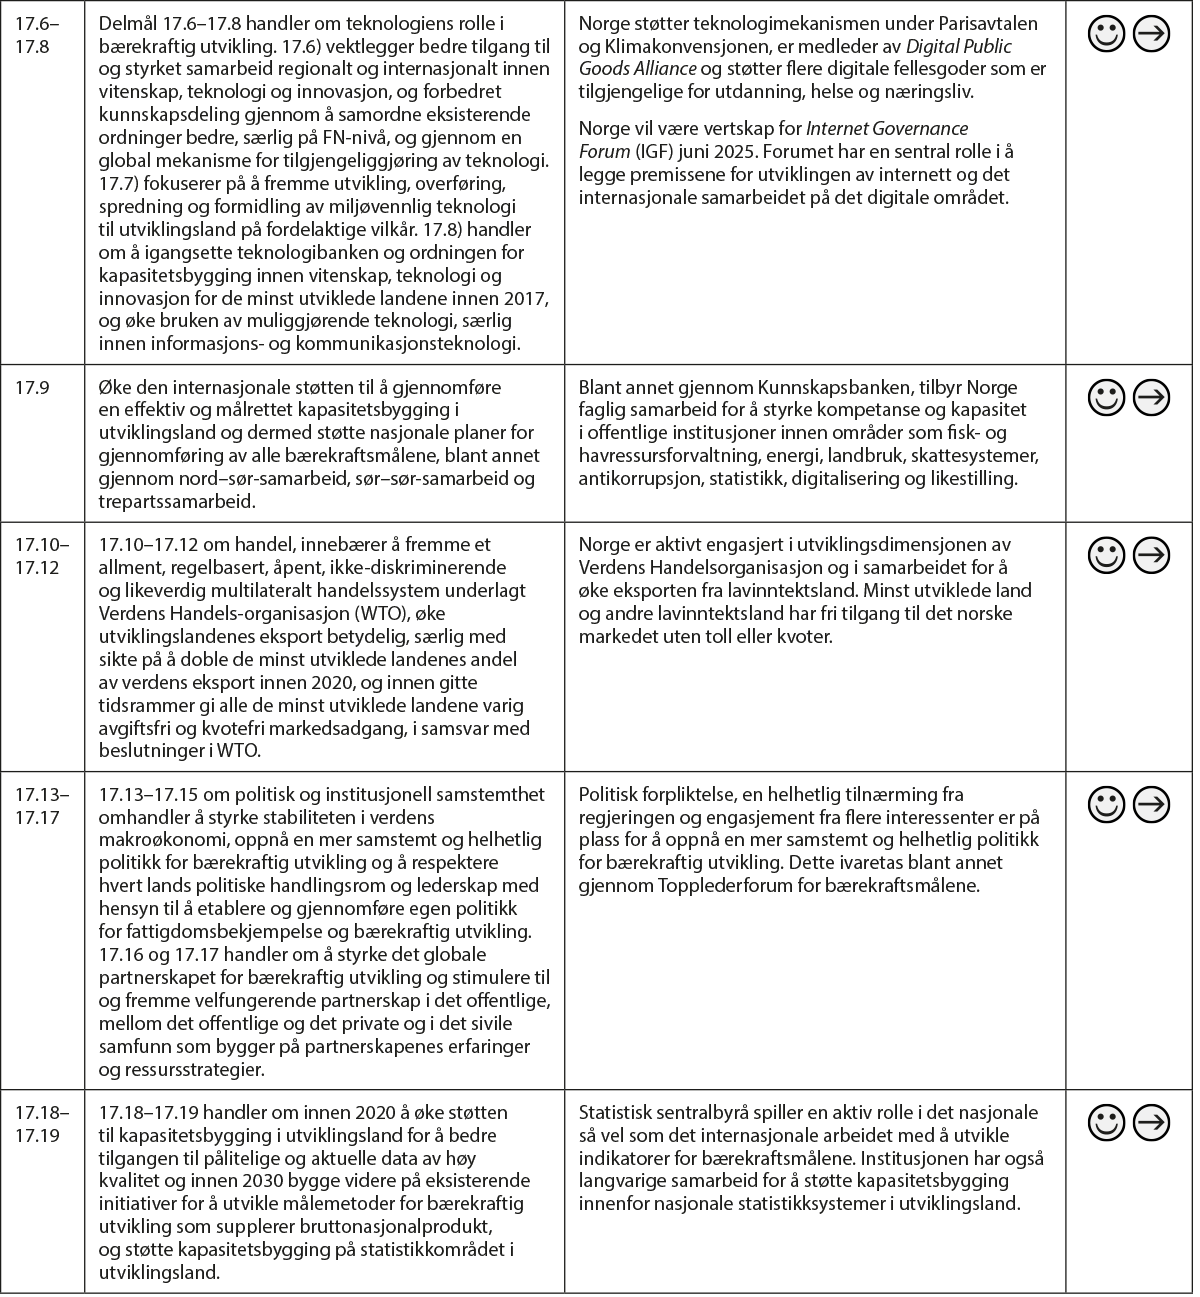 17.6–
17.8
Delmål 17.6–17.8 handler om teknologiens rolle i
bærekraftig utvikling. 17.6) vektlegger bedre tilgang til
og styrket samarbeid regionalt og internasjonalt innen
vitenskap, teknologi og innovasjon, og forbedret
kunnskapsdeling gjennom å samordne eksisterende
ordninger bedre, særlig på FN-nivå, og gjennom en
global mekanisme for tilgjengeliggjøring av teknologi.
17.7) fokuserer på å fremme utvikling, overføring,
spredning og formidling av miljøvennlig teknologi
til utviklingsland på fordelaktige vilkår. 17.8) handler
om å igangsette teknologibanken og ordningen for
kapasitetsbygging innen vitenskap, teknologi og
innovasjon for de minst utviklede landene innen 2017,
og øke bruken av muliggjørende teknologi, særlig
innen informasjons- og kommunikasjonsteknologi.
Norge støtter teknologimekanismen under Parisavtalen
og Klimakonvensjonen, er medleder av Digital Public
Goods Alliance og støtter flere digitale fellesgoder som er
tilgjengelige for utdanning, helse og næringsliv.
Norge vil være vertskap for Internet Governance
Forum (IGF) juni 2025. Forumet har en sentral rolle i å
legge premissene for utviklingen av internett og det
internasjonale samarbeidet på det digitale området.
17.9
Øke den internasjonale støtten til å gjennomføre
en effektiv og målrettet kapasitetsbygging i
utviklingsland og dermed støtte nasjonale planer for
gjennomføring av alle bærekraftsmålene, blant annet
gjennom nord–sør-samarbeid, sør–sør-samarbeid og
trepartssamarbeid.
Blant annet gjennom Kunnskapsbanken, tilbyr Norge
faglig samarbeid for å styrke kompetanse og kapasitet
i offentlige institusjoner innen områder som fisk- og
havressursforvaltning, energi, landbruk, skattesystemer,
antikorrupsjon, statistikk, digitalisering og likestilling.
17.10–
17.12
17.10–17.12 om handel, innebærer å fremme et
allment, regelbasert, åpent, ikke-diskriminerende
og likeverdig multilateralt handelssystem underlagt
Verdens Handels-organisasjon (WTO), øke
utviklingslandenes eksport betydelig, særlig med
sikte på å doble de minst utviklede landenes andel
av verdens eksport innen 2020, og innen gitte
tidsrammer gi alle de minst utviklede landene varig
avgiftsfri og kvotefri markedsadgang, i samsvar med
beslutninger i WTO.
Norge er aktivt engasjert i utviklingsdimensjonen av
Verdens Handelsorganisasjon og i samarbeidet for å
øke eksporten fra lavinntektsland. Minst utviklede land
og andre lavinntektsland har fri tilgang til det norske
markedet uten toll eller kvoter.
17.13–
17.17
17.13–17.15 om politisk og institusjonell samstemthet
omhandler å styrke stabiliteten i verdens
makroøkonomi, oppnå en mer samstemt og helhetlig
politikk for bærekraftig utvikling og å respektere
hvert lands politiske handlingsrom og lederskap med
hensyn til å etablere og gjennomføre egen politikk
for fattigdomsbekjempelse og bærekraftig utvikling.
17.16 og 17.17 handler om å styrke det globale
partnerskapet for bærekraftig utvikling og stimulere til
og fremme velfungerende partnerskap i det offentlige,
mellom det offentlige og det private og i det sivile
samfunn som bygger på partnerskapenes erfaringer
og ressursstrategier.
Politisk forpliktelse, en helhetlig tilnærming fra
regjeringen og engasjement fra flere interessenter er på
plass for å oppnå en mer samstemt og helhetlig politikk
for bærekraftig utvikling. Dette ivaretas blant annet
gjennom Topplederforum for bærekraftsmålene.
17.18–
17.19
17.18–17.19 handler om innen 2020 å øke støtten
til kapasitetsbygging i utviklingsland for å bedre
tilgangen til pålitelige og aktuelle data av høy
kvalitet og innen 2030 bygge videre på eksisterende
initiativer for å utvikle målemetoder for bærekraftig
utvikling som supplerer bruttonasjonalprodukt,
og støtte kapasitetsbygging på statistikkområdet i
utviklingsland.
Statistisk sentralbyrå spiller en aktiv rolle i det nasjonale
så vel som det internasjonale arbeidet med å utvikle
indikatorer for bærekraftsmålene. Institusjonen har også
langvarige samarbeid for å støtte kapasitetsbygging
innenfor nasjonale statistikksystemer i utviklingsland.